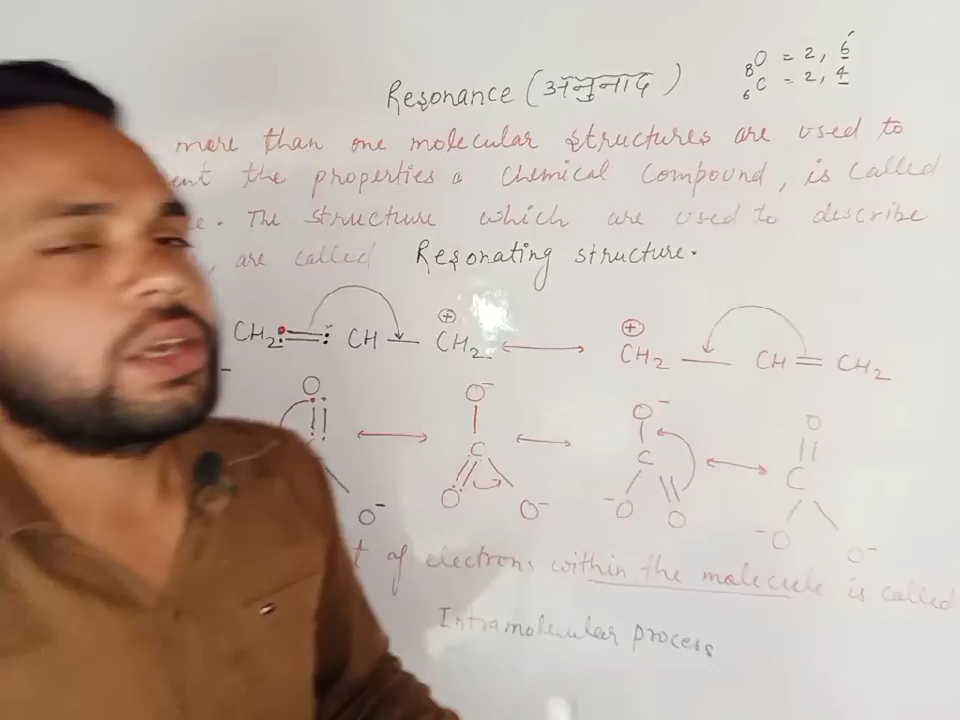 Resonance (अनुनाद)
₈O = 2, 6
₆C = 2, 4
more than one molecular structures are used to
ent the properties a Chemical Compound, is called
e. The structure which are used to describe
, are called Resonating structure.
CH₂ = CH — CH₂ ⊕ ↔ ⊕ CH₂ — CH = CH₂
O ↔ O⁻ ↔ O⁻ ↔ O
C C C
O⁻ O O⁻ ⁻O O ⁻O O⁻
t of electrons within the molecule is called
Intramolecular process